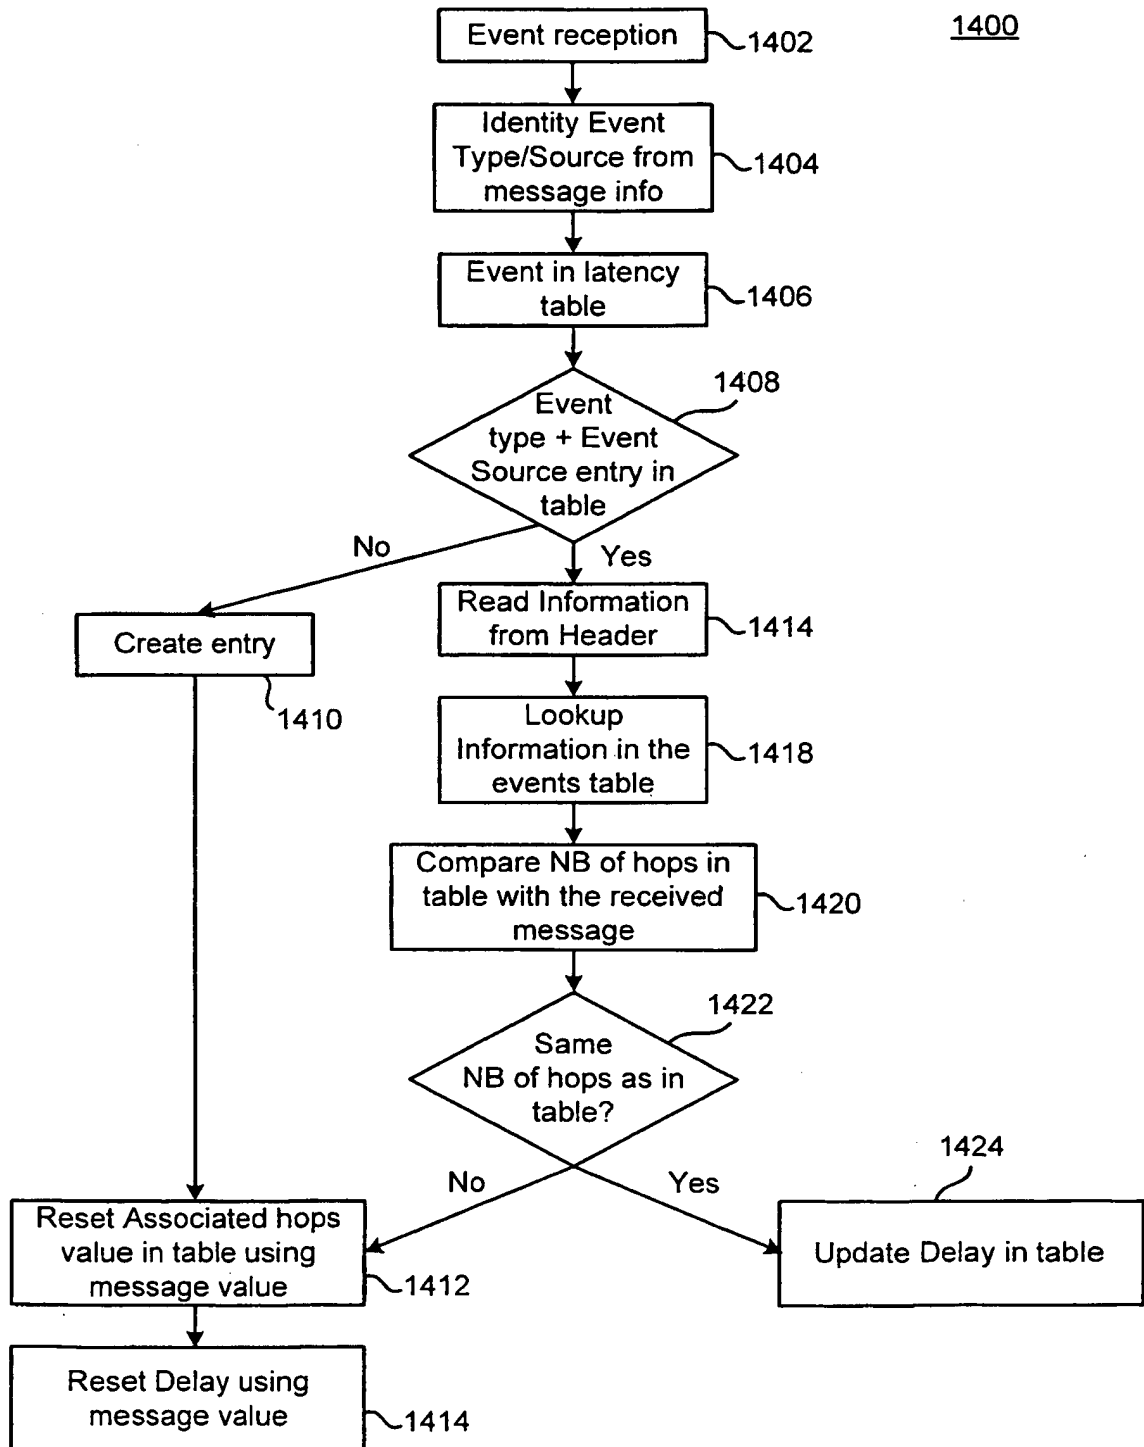 1400
Event reception
1402
Identity Event
Type/Source from
message info
1404
Event in latency
table
1406
1408
Event
type + Event
Source entry in
table
No
Yes
Create entry
1410
Read Information
from Header
1414
Lookup
Information in the
events table
1418
Compare NB of hops in
table with the received
message
1420
1422
Same
NB of hops as in
table?
No
Yes
1424
Reset Associated hops
value in table using
message value
1412
Update Delay in table
Reset Delay using
message value
1414